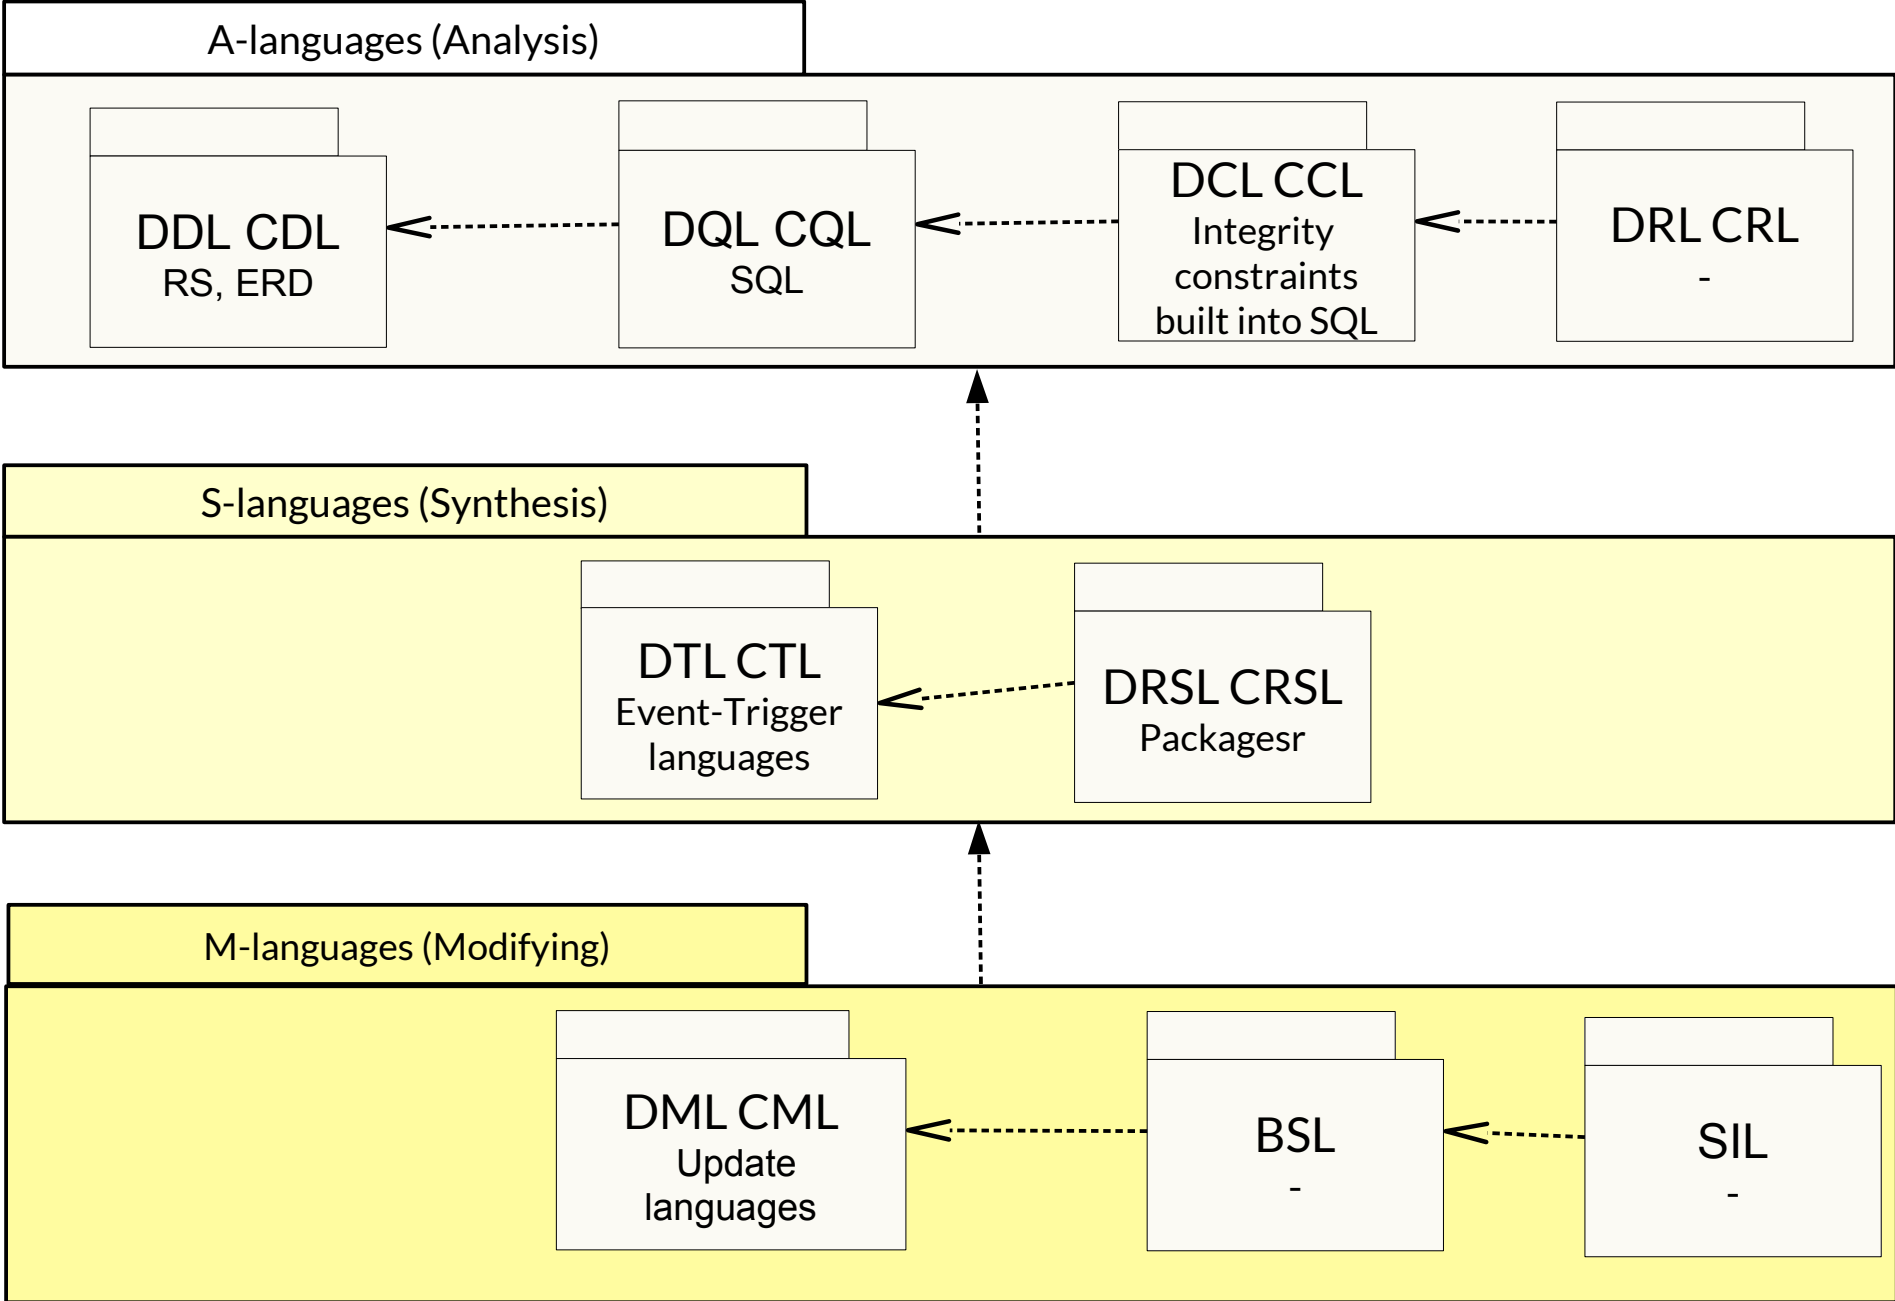 A-languages (Analysis)
DDL CDL
RS, ERD
DQL CQL
SQL
DCL CCL
Integrity
constraints
built into SQL
DRL CRL
-
S-languages (Synthesis)
DTL CTL
Event-Trigger
languages
DRSL CRSL
Packagesr
M-languages (Modifying)
DML CML
Update
languages
BSL
-
SIL
-